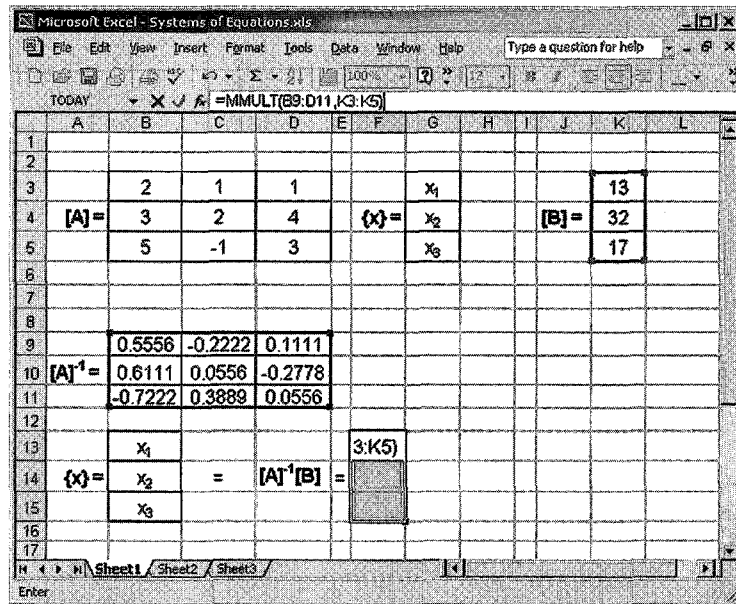 Microsoft Excel - Systems of Equations.xls
File Edit View Insert Format Tools Data Window Help Type a question for help
100% 12
TODAY =MMULT(B9:D11,K3:K5)
A B C D E F G H I J K L
1
2
3 2 1 1 x₁ 13
4 [A] = 3 2 4 {x} = x₂ [B] = 32
5 5 -1 3 x₃ 17
6
7
8
9 0.5556 -0.2222 0.1111
10 [A]⁻¹ = 0.6111 0.0556 -0.2778
11 -0.7222 0.3889 0.0556
12
13 x₁ 3:K5)
14 {x} = x₂ = [A]⁻¹[B] =
15 x₃
16
17
Sheet1 Sheet2 Sheet3
Enter